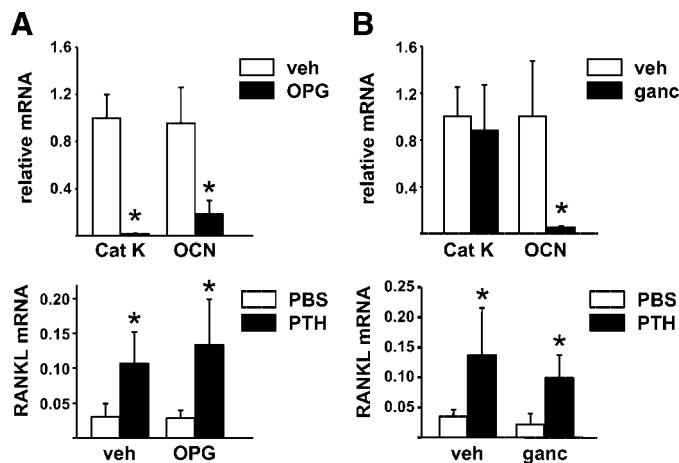 A
relative mRNA
1.6
1.2
0.8
0.4
veh
OPG
*
*
Cat K OCN
RANKL mRNA
0.20
0.15
0.10
0.05
PBS
PTH
*
*
veh OPG
B
relative mRNA
1.6
1.2
0.8
0.4
veh
ganc
*
Cat K OCN
RANKL mRNA
0.25
0.20
0.15
0.10
0.05
PBS
PTH
*
*
veh ganc